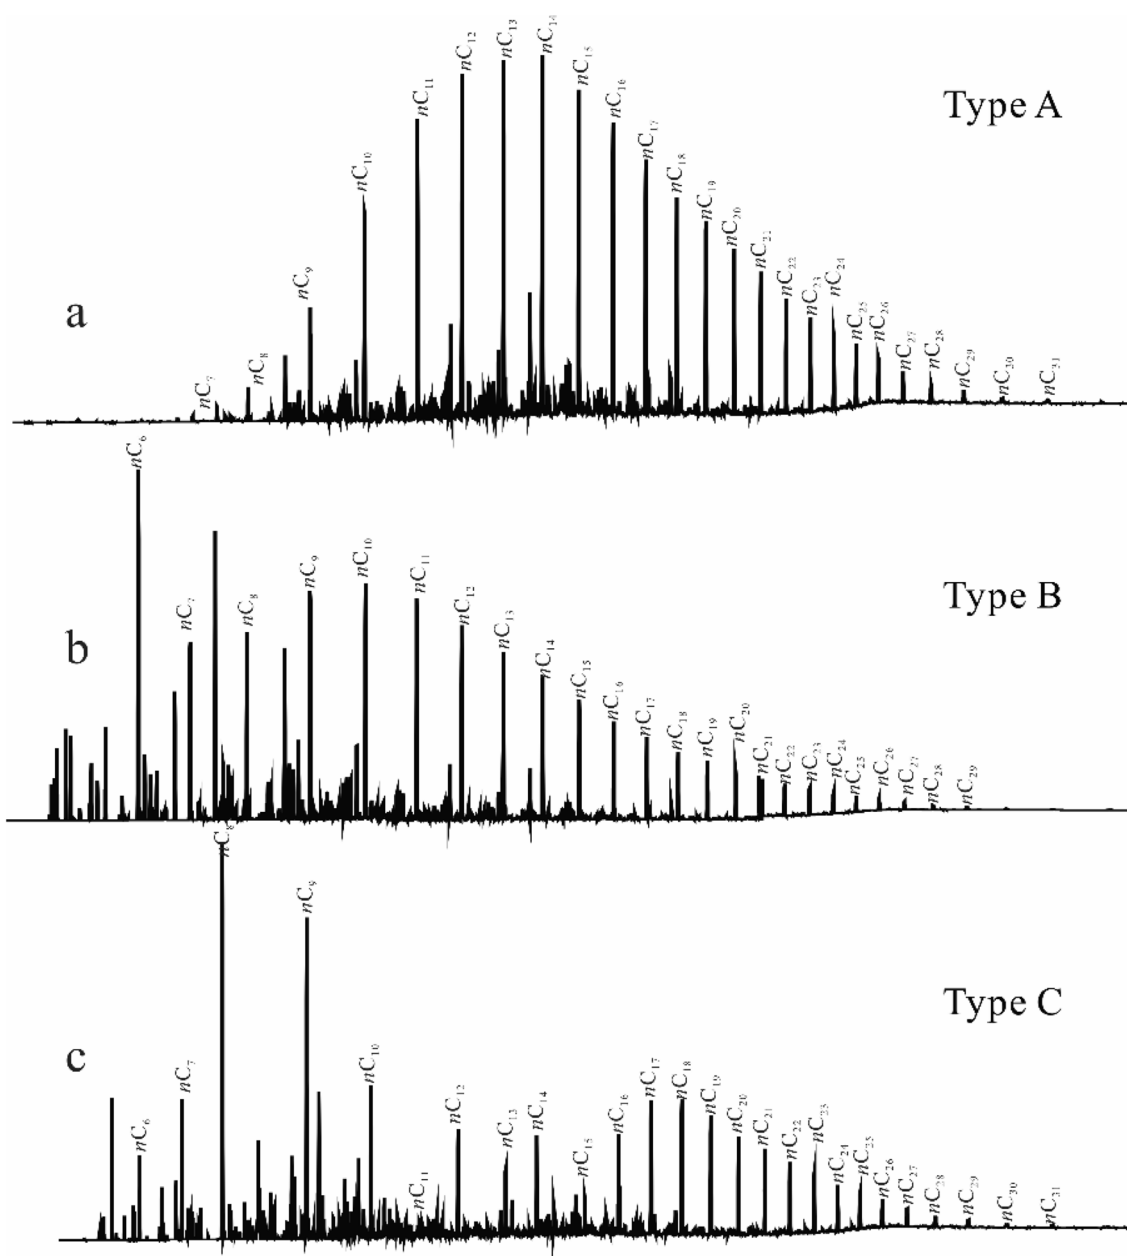 Type A
a
nC₇
nC₈
nC₉
nC₁₀
nC₁₁
nC₁₂
nC₁₃
nC₁₄
nC₁₅
nC₁₆
nC₁₇
nC₁₈
nC₁₉
nC₂₀
nC₂₁
nC₂₂
nC₂₃
nC₂₄
nC₂₅
nC₂₆
nC₂₇
nC₂₈
nC₂₉
nC₃₀
nC₃₁
Type B
b
nC₆
nC₇
nC₈
nC₉
nC₁₀
nC₁₁
nC₁₂
nC₁₃
nC₁₄
nC₁₅
nC₁₆
nC₁₇
nC₁₈
nC₁₉
nC₂₀
nC₂₁
nC₂₂
nC₂₃
nC₂₄
nC₂₅
nC₂₆
nC₂₇
nC₂₈
nC₂₉
Type C
c
nC₆
nC₇
nC₈
nC₉
nC₁₀
nC₁₁
nC₁₂
nC₁₃
nC₁₄
nC₁₅
nC₁₆
nC₁₇
nC₁₈
nC₁₉
nC₂₀
nC₂₁
nC₂₂
nC₂₃
nC₂₄
nC₂₅
nC₂₆
nC₂₇
nC₂₈
nC₂₉
nC₃₀
nC₃₁